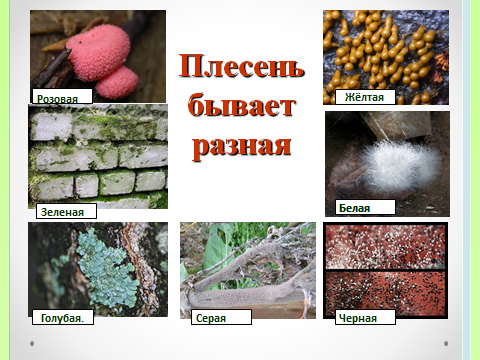 Плесень
бывает
разная
Розовая
Жёлтая
Зеленая
Белая
Голубая.
Серая
Черная